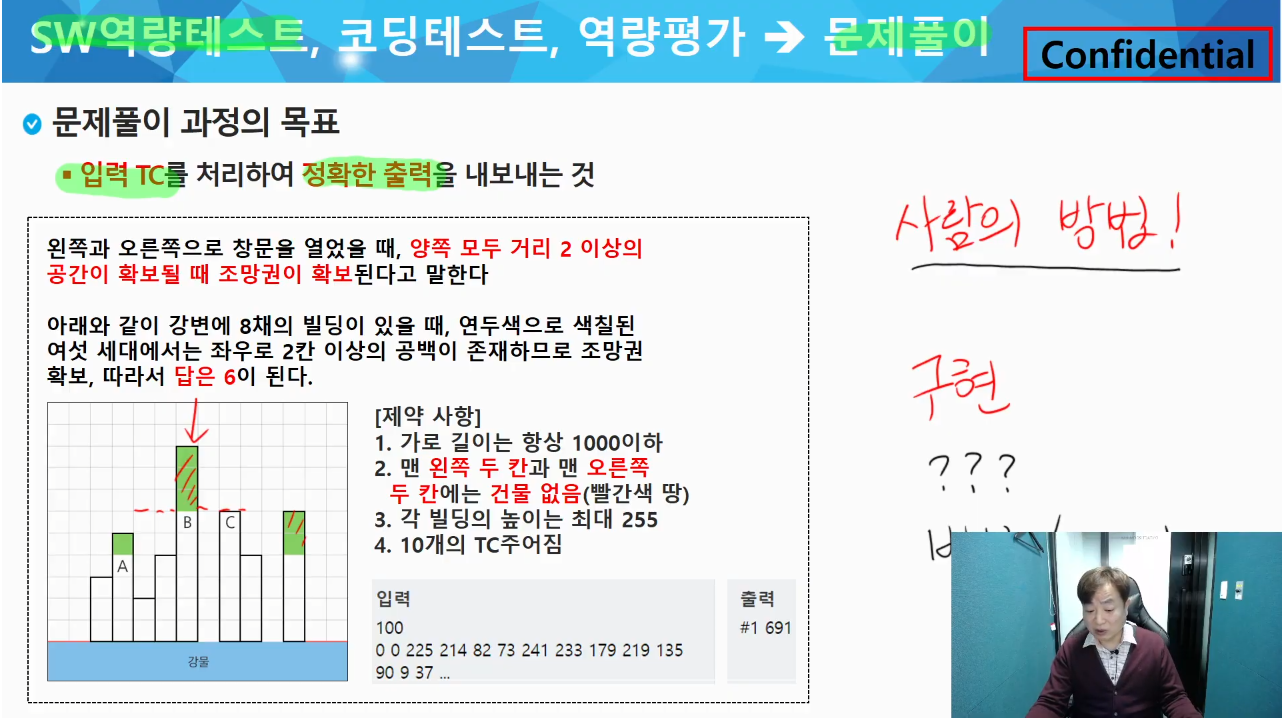 SW역량테스트, 코딩테스트, 역량평가 ➔ 문제풀이
Confidential
문제풀이 과정의 목표
▪ 입력 TC를 처리하여 정확한 출력을 내보내는 것
왼쪽과 오른쪽으로 창문을 열었을 때, 양쪽 모두 거리 2 이상의
공간이 확보될 때 조망권이 확보된다고 말한다
아래와 같이 강변에 8채의 빌딩이 있을 때, 연두색으로 색칠된
여섯 세대에서는 좌우로 2칸 이상의 공백이 존재하므로 조망권
확보, 따라서 답은 6이 된다.
A
B
C
강물
[제약 사항]
1. 가로 길이는 항상 1000이하
2. 맨 왼쪽 두 칸과 맨 오른쪽
두 칸에는 건물 없음(빨간색 땅)
3. 각 빌딩의 높이는 최대 255
4. 10개의 TC주어짐
입력
100
0 0 225 214 82 73 241 233 179 219 135
90 9 37 ...
출력
#1 691
사람의 방법!
구현
???